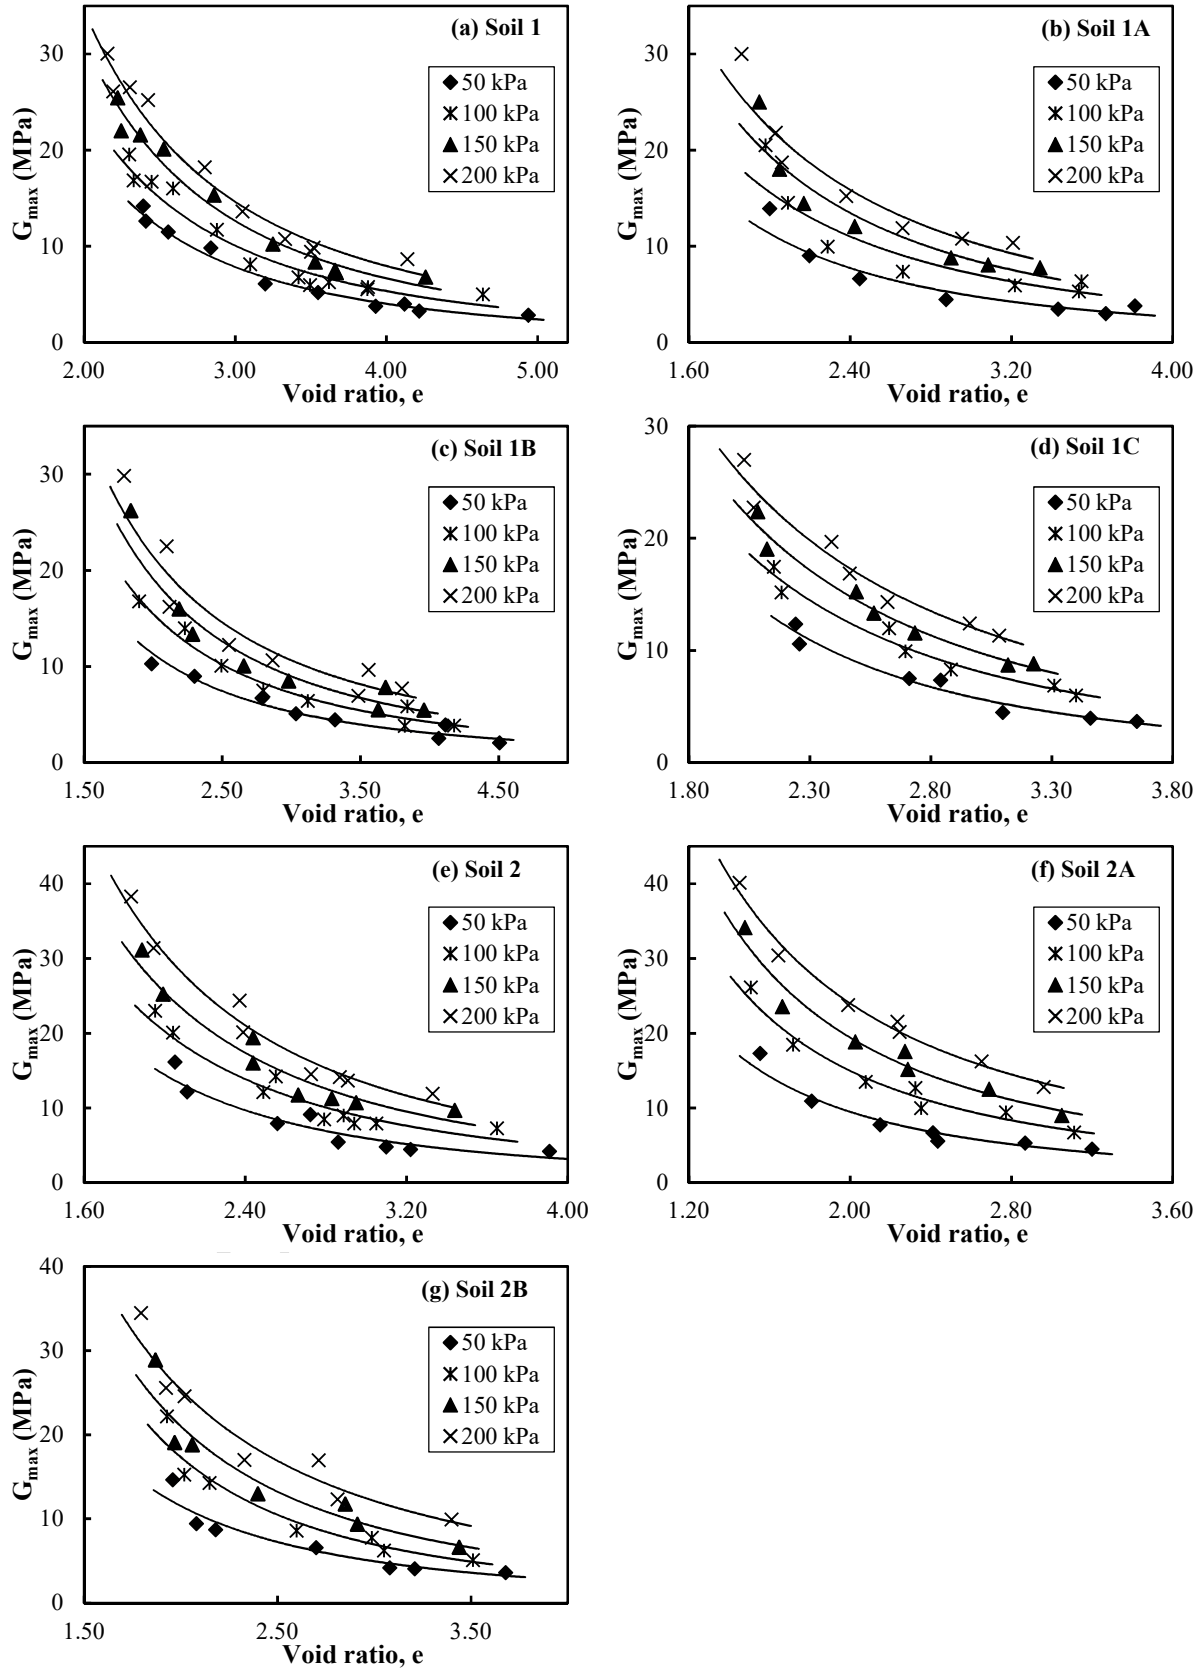 (a) Soil 1
50 kPa
100 kPa
150 kPa
200 kPa
30
20
10
0
2.00 3.00 4.00 5.00
Void ratio, e
Gmax (MPa)
(b) Soil 1A
50 kPa
100 kPa
150 kPa
200 kPa
30
20
10
0
1.60 2.40 3.20 4.00
Void ratio, e
Gmax (MPa)
(c) Soil 1B
50 kPa
100 kPa
150 kPa
200 kPa
30
20
10
0
1.50 2.50 3.50 4.50
Void ratio, e
Gmax (MPa)
(d) Soil 1C
50 kPa
100 kPa
150 kPa
200 kPa
30
20
10
0
1.80 2.30 2.80 3.30 3.80
Void ratio, e
Gmax (MPa)
(e) Soil 2
50 kPa
100 kPa
150 kPa
200 kPa
40
30
20
10
0
1.60 2.40 3.20 4.00
Void ratio, e
Gmax (MPa)
(f) Soil 2A
50 kPa
100 kPa
150 kPa
200 kPa
40
30
20
10
0
1.20 2.00 2.80 3.60
Void ratio, e
Gmax (MPa)
(g) Soil 2B
50 kPa
100 kPa
150 kPa
200 kPa
40
30
20
10
0
1.50 2.50 3.50
Void ratio, e
Gmax (MPa)